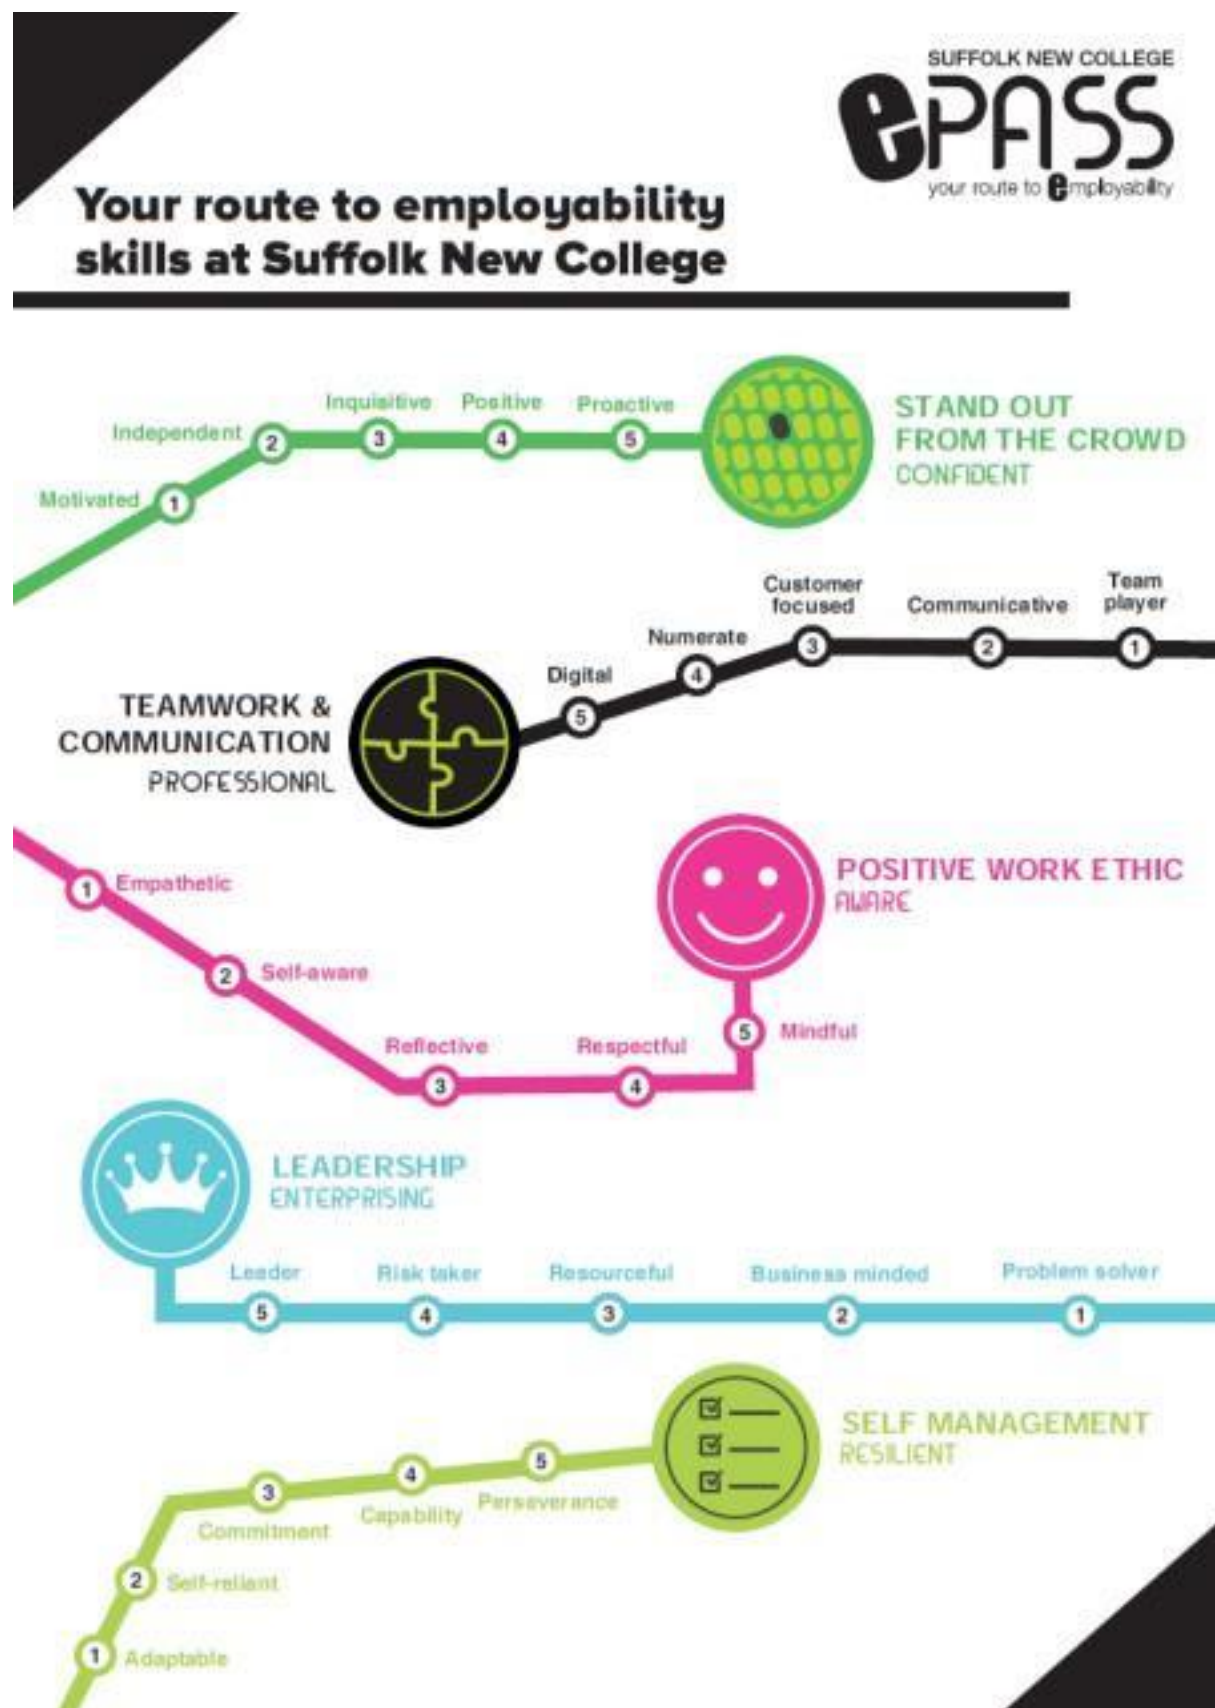 SUFFOLK NEW COLLEGE
ePASS
your route to employability
Your route to employability
skills at Suffolk New College
Motivated
1
Independent
2
Inquisitive
3
Positive
4
Proactive
5
STAND OUT
FROM THE CROWD
CONFIDENT
Team
player
1
Communicative
2
Customer
focused
3
Numerate
4
Digital
5
TEAMWORK &
COMMUNICATION
PROFESSIONAL
1
Empathetic
2
Self-aware
Reflective
3
Respectful
4
5
Mindful
POSITIVE WORK ETHIC
AWARE
LEADERSHIP
ENTERPRISING
Leader
5
Risk taker
4
Resourceful
3
Business minded
2
Problem solver
1
SELF MANAGEMENT
RESILIENT
5
Perseverance
4
Capability
3
Commitment
2
Self-reliant
1
Adaptable